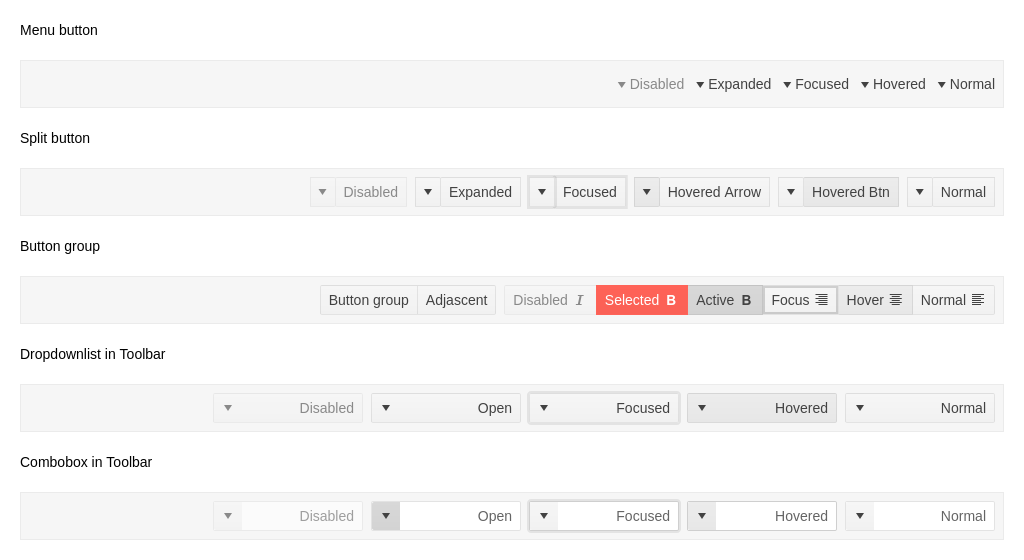 Menu button
Disabled Expanded Focused Hovered Normal
Split button
Disabled Expanded Focused Hovered Arrow Hovered Btn Normal
Button group
Button group Adjascent Disabled I Selected B Active B Focus Hover Normal
Dropdownlist in Toolbar
Disabled Open Focused Hovered Normal
Combobox in Toolbar
Disabled Open Focused Hovered Normal